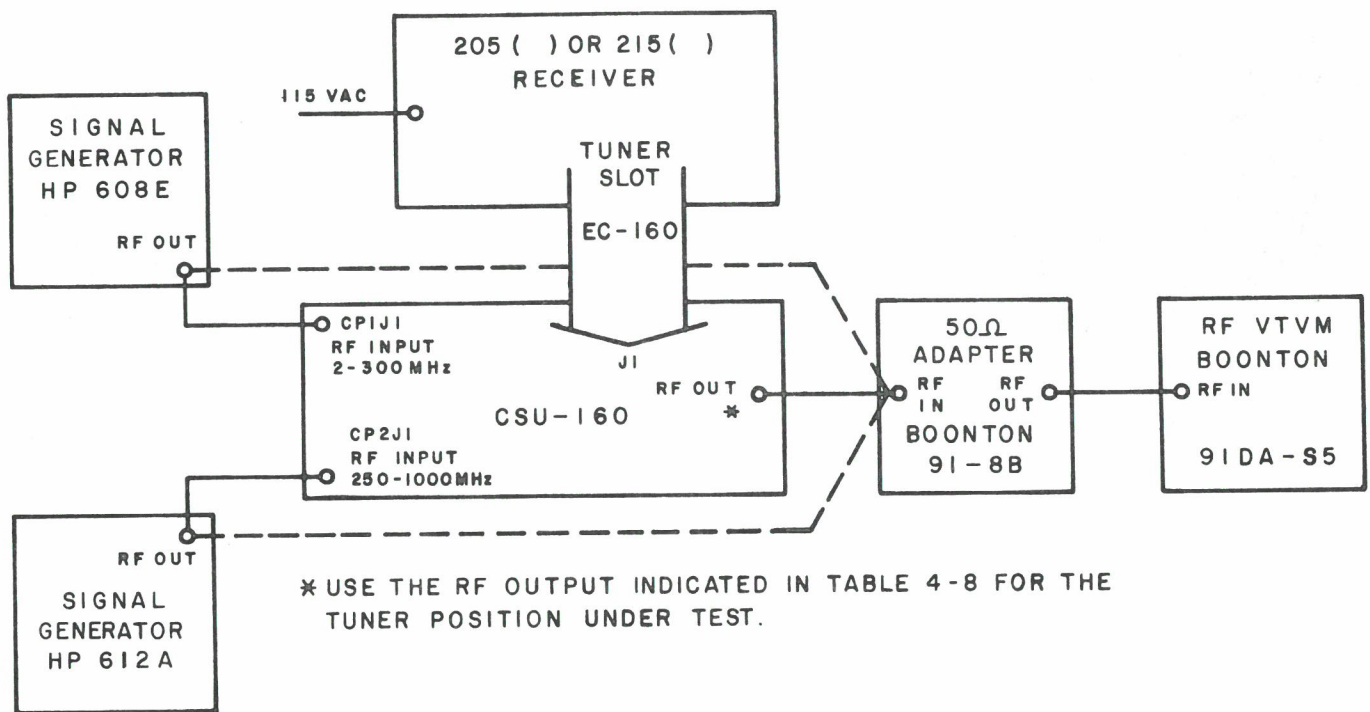 205 ( ) OR 215 ( )
RECEIVER
115 VAC
TUNER
SLOT
EC-160
SIGNAL
GENERATOR
HP 608E
RF OUT
CP1J1
RF INPUT
2-300 MHz
J1
RF OUT
*
CSU-160
CP2J1
RF INPUT
250-1000MHz
50Ω
ADAPTER
RF IN
RF OUT
BOONTON
91-8B
RF VTVM
BOONTON
RF IN
91DA-S5
RF OUT
SIGNAL
GENERATOR
HP 612A
* USE THE RF OUTPUT INDICATED IN TABLE 4-8 FOR THE
TUNER POSITION UNDER TEST.